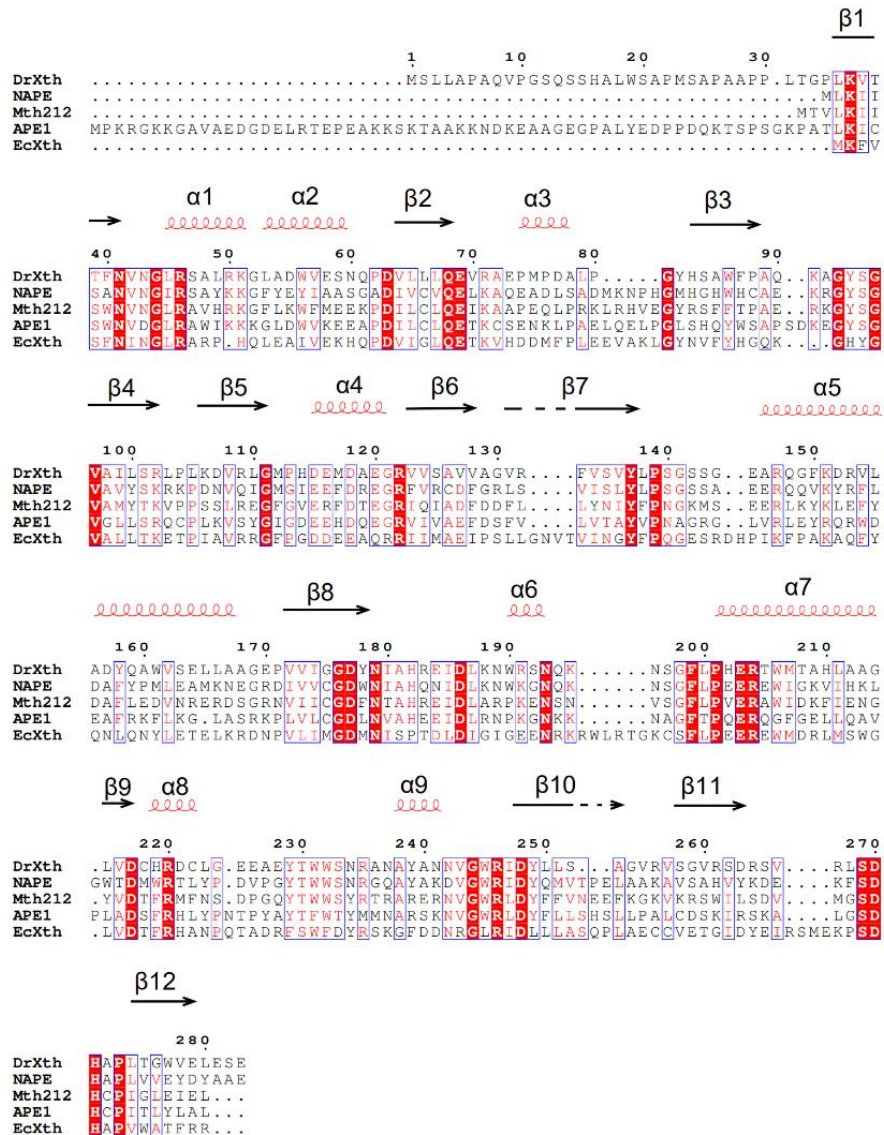 β1
1 10 20 30
DrXth ..........................MSLLAPAQVPGSQSSHALWSAPMSAPAAPP.LTGPLKVT
NAPE ............................................................MLKII
Mth212 ..........................................................MTVLKII
APE1 MPKRGKKGAVAEDGDELRTEPEAKKSKTAAKKNDKEAAGEGPALYEDPPDQKTSPSGKPATLKIC
EcXth .............................................................MKFV
α1 α2 β2 α3 β3
40 50 60 70 80 90
DrXth TFNVNGLRSALRKGLADWVESNQPDVLLLQEVRAEPMPDALP.....GYHSAWFPAQ..KAGYSG
NAPE SANVNGIRSAYKKGFYEYIAASGADIVCVQELKAQEADLSADMKNPHGMHGHWHCAE..KRGYSG
Mth212 SWNVNGLRAVHRKGFLKWFMEEKPDILCLQEIKAAPEQLPRKLRHVEGYRSFFTPAE..RKGYSG
APE1 SWNVDGLRAWIKKKGLDWVKEEAPDILCLQETKCSENKLPAELQELPGLSHQYWSAPSDKEGYSG
EcXth SFNINGLRARP.HQLEAIVEKHQPDVIGLQETKVHDDMFPLEEVAKLGYNVFYHGQK...GHYG
β4 β5 α4 β6 β7 α5
100 110 120 130 140 150
DrXth VAILSRLPLKDVRLGMPHDEMDAEGRVVSAVVAGVR....FVSVYLPSGSSG..EARQGFKDRVL
NAPE VAVYSKRKPDNVQIGMGIEEFDREGRFVRCDFGRLS....VISLYLPSGSSA..EERQQVKYRFL
Mth212 VAMYTKVPPSSLREGFGVERFDTEGRIQIADFDDFL....LYNIYFPNGKMS..EERLKYKLEFY
APE1 VGLLSRQCPLKVSYGIGDEEHDQEGRVIVAEFDSFV....LVTAYVPNAGRG..LVRLEYRQRWD
EcXth VALLTKETPIAVRRGFPGDDEEAQRRIIMAEIPSLLGNVTVINGYFPQGESRDHPIKFPAKAQFY
β8 α6 α7
160 170 180 190 200 210
DrXth ADYQAWVSELLAAGEPVVIGGDYNIAHREIDLKNWRSNQK......NSGFLPHERTWMTAHLAAG
NAPE DAFYPMLEAMKNEGRDIVVCGDWNIAHQNIDLKNWKGNQK......NSGFLPEEREWIGKVIHKL
Mth212 DAFLEDVNRERDSGRNVIICGDFNTAHREIDLARPKENSN......VSGFLPVERAWIDKFIENG
APE1 EAFRKFLKG.LASRKPLVLCGDLNVAHEEIDLRNPKGNKK......NAGFTPQERQGFGELLQAV
EcXth QNLQNYLETELKRDNPVLIMGDMNISPTDLDIGIGEENRKRWLRTGKCSFLPEEREWMDRLMSWG
β9 α8 α9 β10 β11
220 230 240 250 260 270
DrXth .LVDCHRDCLG.EEAEYTWWSNRANAYANNVGWRIDYLLS...AGVRVSGVRSDRSV....RLSD
NAPE GWTDMWRTLYP.DVPGYTWWSNRGQAYAKDVGWRIDYQMVTPELAAKAVSAHVYKDE....KFSD
Mth212 .YVDTFRMFNS.DPGQYTWWSYRTRARERNVGWRLDYFFVNEEFKGKVKRSWILSDV....MGSD
APE1 PLADSFRHLYPNTPYAYTFWTYMMNARSKNVGWRLDYFLLSHSLLPALCDSKIRSKA....LGSD
EcXth .LVDTFRHANPQTADRFSWFDYRSKGFDDNRGLRIDLLLASQPLAECCVETGIDYEIRSMEKPSD
β12
280
DrXth HAPLTGWVELESE
NAPE HAPLVVEYDYAAE
Mth212 HCPIGLEIEL...
APE1 HCPITLYLAL...
EcXth HAPVWATFRR...